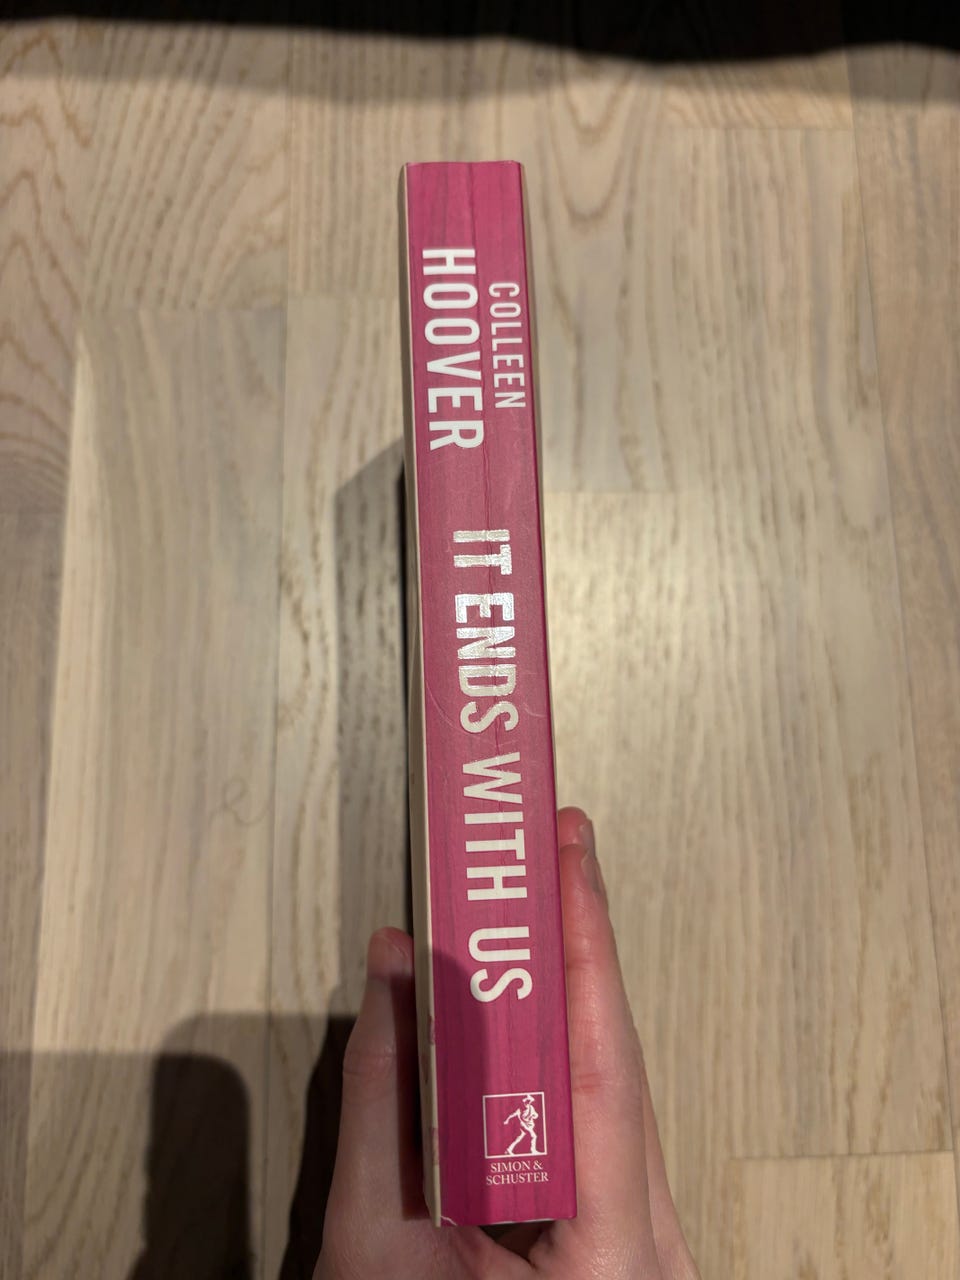 COLLEEN
HOOVER
IT ENDS WITH US
SIMON &
SCHUSTER